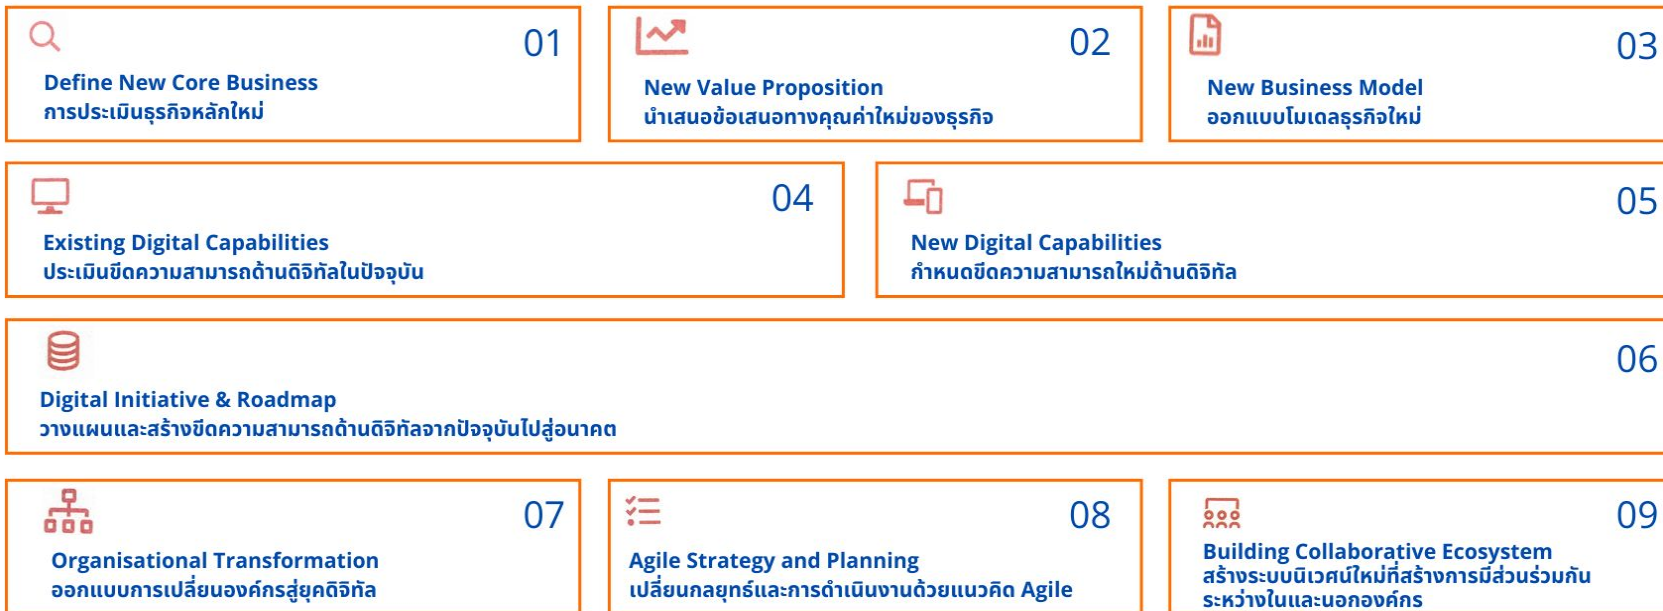 01
Define New Core Business
การประเมินธุรกิจหลักใหม่
02
New Value Proposition
นำเสนอข้อเสนอทางคุณค่าใหม่ของธุรกิจ
03
New Business Model
ออกแบบโมเดลธุรกิจใหม่
04
Existing Digital Capabilities
ประเมินขีดความสามารถด้านดิจิทัลในปัจจุบัน
05
New Digital Capabilities
กำหนดขีดความสามารถใหม่ด้านดิจิทัล
06
Digital Initiative & Roadmap
วางแผนและสร้างขีดความสามารถด้านดิจิทัลจากปัจจุบันไปสู่อนาคต
07
Organisational Transformation
ออกแบบการเปลี่ยนองค์กรสู่ยุคดิจิทัล
08
Agile Strategy and Planning
เปลี่ยนกลยุทธ์และการดำเนินงานด้วยแนวคิด Agile
09
Building Collaborative Ecosystem
สร้างระบบนิเวศน์ใหม่ที่สร้างการมีส่วนร่วมกัน
ระหว่างในและนอกองค์กร